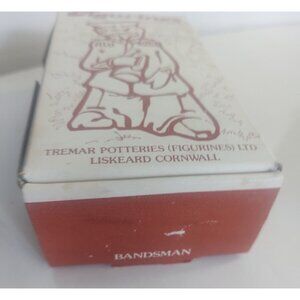 TREMAR POTTERIES (FIGURINES) LTD
LISKEARD CORNWALL
BANDSMAN